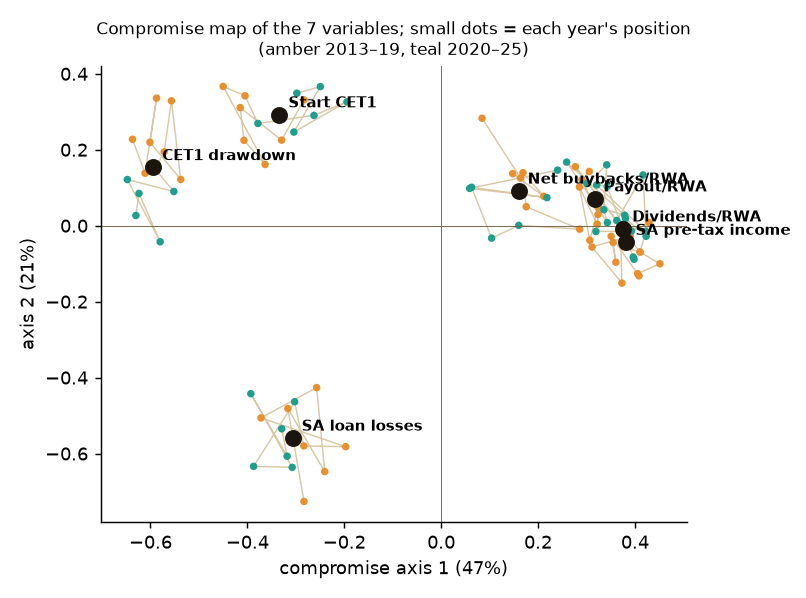 Compromise map of the 7 variables; small dots = each year's position
(amber 2013–19, teal 2020–25)
axis 2 (21%)
0.4
0.2
0.0
−0.2
−0.4
−0.6
Start CET1
CET1 drawdown
Net buybacks/RWA
Payout/RWA
Dividends/RWA
SA pre-tax income
SA loan losses
−0.6
−0.4
−0.2
0.0
0.2
0.4
compromise axis 1 (47%)